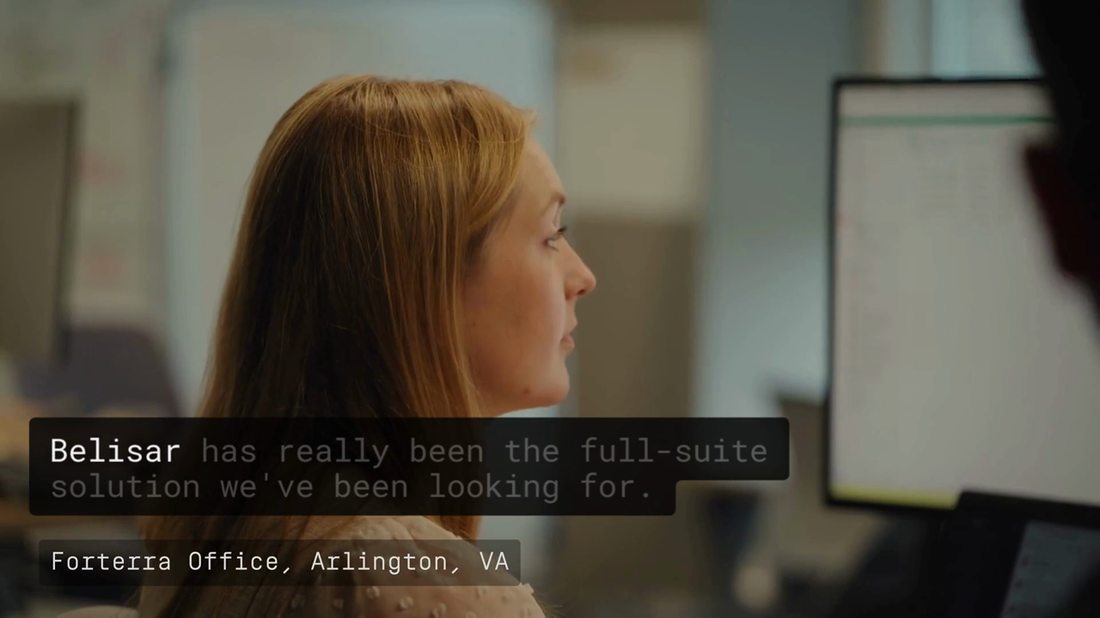 Belisar has really been the full-suite
solution we've been looking for.
Forterra Office, Arlington, VA